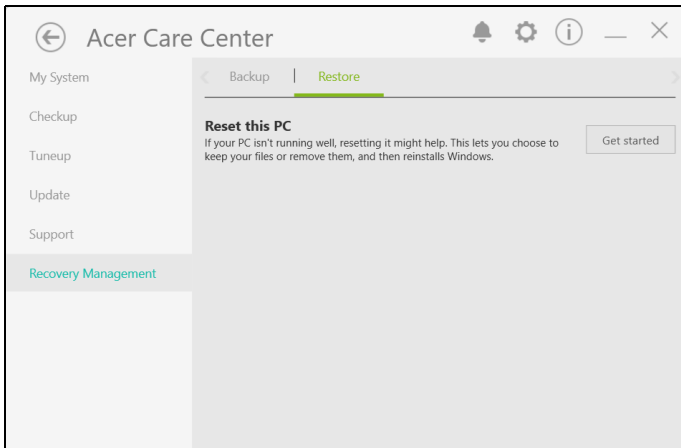 Acer Care Center
My System
Checkup
Tuneup
Update
Support
Recovery Management
Backup
Restore
Reset this PC
If your PC isn't running well, resetting it might help. This lets you choose to
keep your files or remove them, and then reinstalls Windows.
Get started